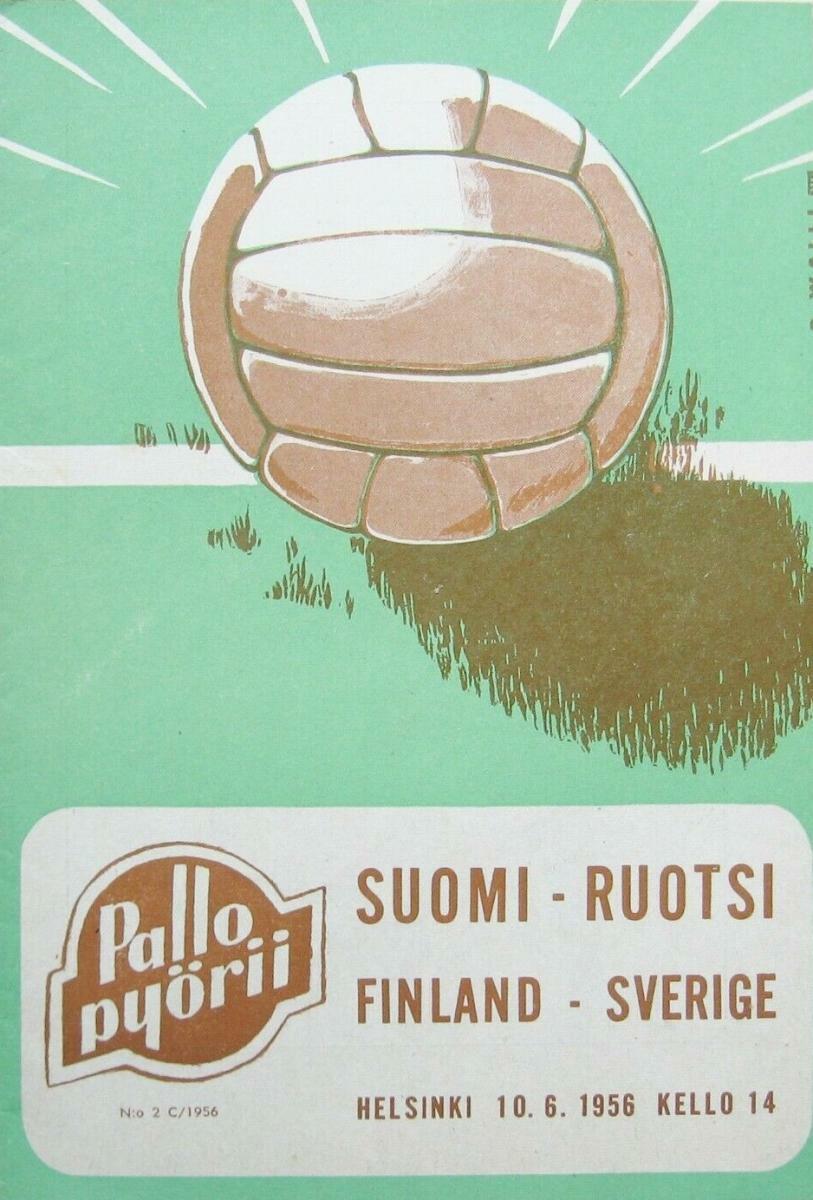 Pallo
pyörii
N:o 2 C/1956
SUOMI - RUOTSI
FINLAND - SVERIGE
HELSINKI 10. 6. 1956 KELLO 14